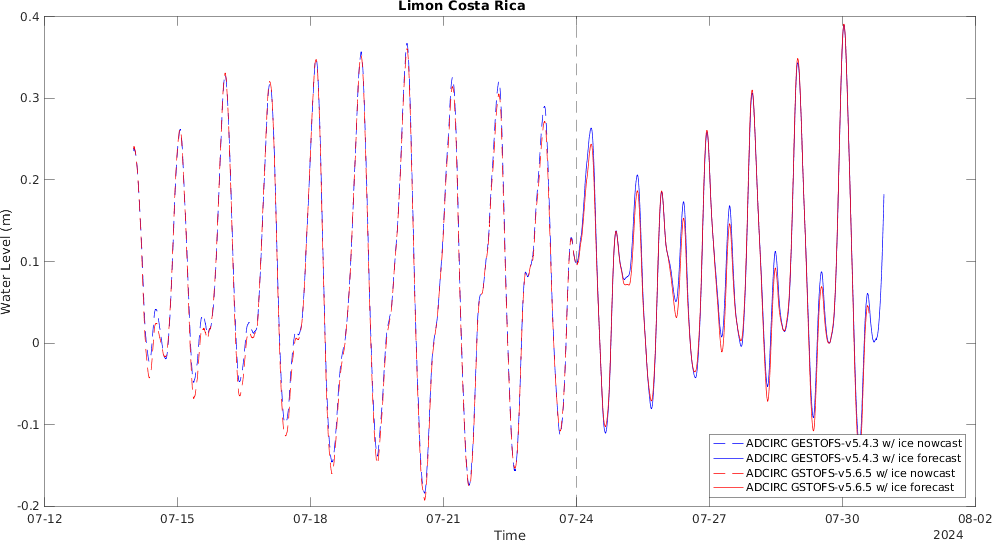 Limon Costa Rica
0.4
0.3
0.2
0.1
0
-0.1
-0.2
Water Level (m)
ADCIRC GESTOFS-v5.4.3 w/ ice nowcast
ADCIRC GESTOFS-v5.4.3 w/ ice forecast
ADCIRC GSTOFS-v5.6.5 w/ ice nowcast
ADCIRC GSTOFS-v5.6.5 w/ ice forecast
07-12 07-15 07-18 07-21 07-24 07-27 07-30 08-02
Time 2024